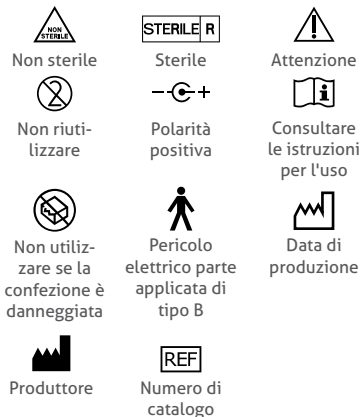 NON
STERILE
STERILE R
Non sterile
Sterile
Attenzione
2
- +
i
Non riuti-
lizzare
Polarità
positiva
Consultare
le istruzioni
per l'uso
Non utiliz-
zare se la
confezione è
danneggiata
Pericolo
elettrico parte
applicata di
tipo B
Data di
produzione
Produttore
REF
Numero di
catalogo